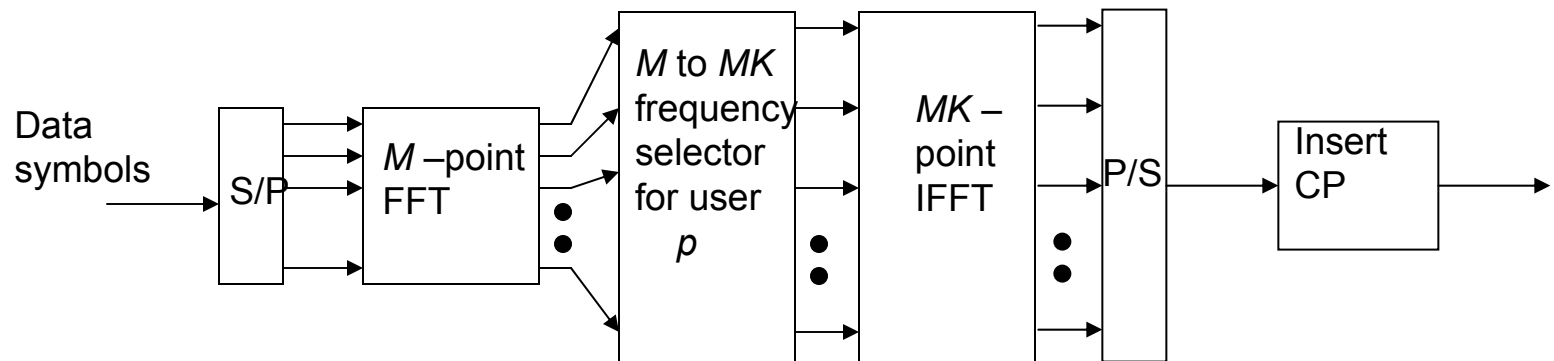 Data
symbols
S/P
M –point
FFT
M to MK
frequency
selector
for user
p
MK –
point
IFFT
P/S
Insert
CP